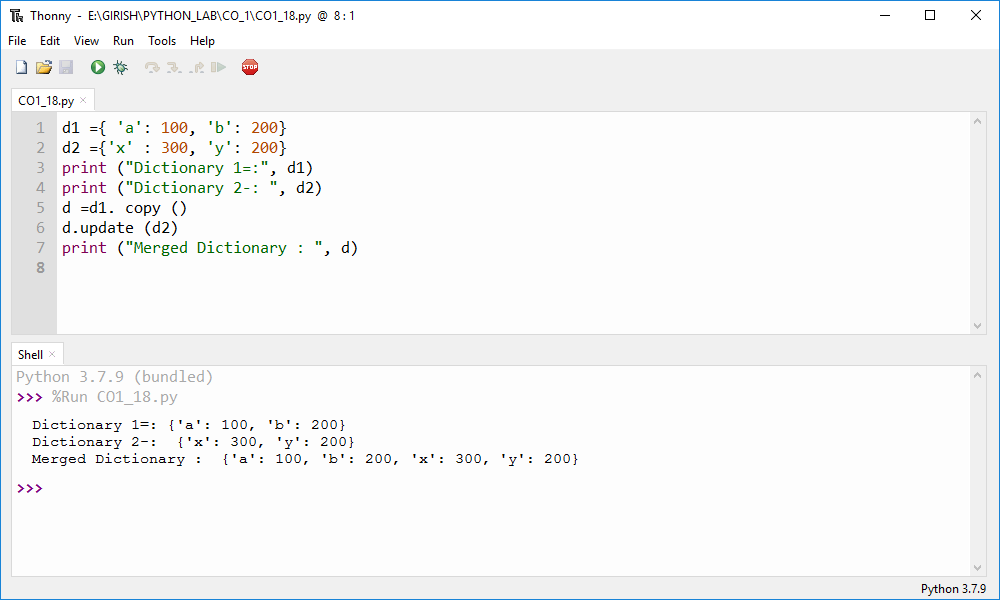 Thonny - E:\GIRISH\PYTHON_LAB\CO_1\CO1_18.py @ 8:1
File Edit View Run Tools Help
STOP
CO1_18.py ×
1 d1 ={ 'a': 100, 'b': 200}
2 d2 ={'x' : 300, 'y': 200}
3 print ("Dictionary 1=:", d1)
4 print ("Dictionary 2-: ", d2)
5 d =d1. copy ()
6 d.update (d2)
7 print ("Merged Dictionary : ", d)
8
Shell ×
Python 3.7.9 (bundled)
>>> %Run CO1_18.py
Dictionary 1=: {'a': 100, 'b': 200}
Dictionary 2-:  {'x': 300, 'y': 200}
Merged Dictionary :  {'a': 100, 'b': 200, 'x': 300, 'y': 200}
>>>
Python 3.7.9